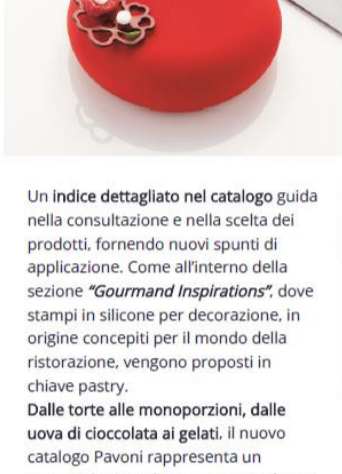 Un indice dettagliato nel catalogo guida
nella consultazione e nella scelta dei
prodotti, fornendo nuovi spunti di
applicazione. Come all’interno della
sezione “Gourmand Inspirations”, dove
stampi in silicone per decorazione, in
origine concepiti per il mondo della
ristorazione, vengono proposti in
chiave pastry.
Dalle torte alle monoporzioni, dalle
uova di cioccolata ai gelati, il nuovo
catalogo Pavoni rappresenta un